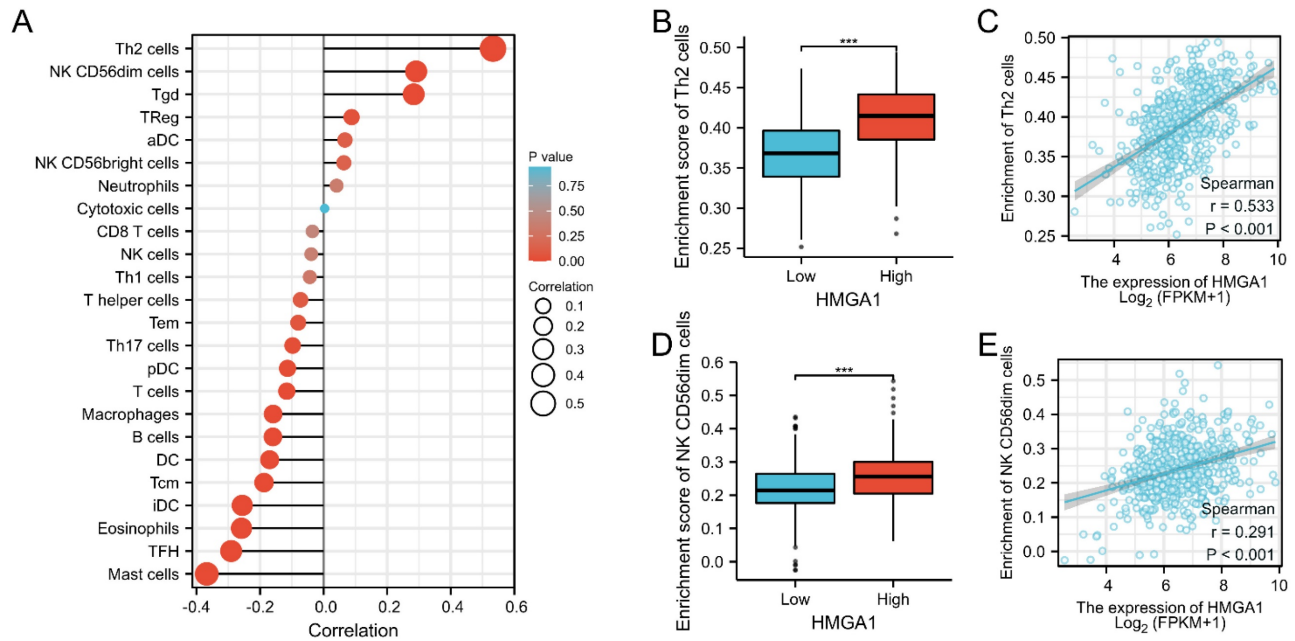 A
Th2 cells
NK CD56dim cells
Tgd
TReg
aDC
NK CD56bright cells
Neutrophils
Cytotoxic cells
CD8 T cells
NK cells
Th1 cells
T helper cells
Tem
Th17 cells
pDC
T cells
Macrophages
B cells
DC
Tcm
iDC
Eosinophils
TFH
Mast cells
-0.4 -0.2 0.0 0.2 0.4 0.6
Correlation
P value
0.75
0.50
0.25
0.00
Correlation
0.1
0.2
0.3
0.4
0.5
B
Enrichment score of Th2 cells
0.50
0.45
0.40
0.35
0.30
0.25
***
Low High
HMGA1
C
Enrichment of Th2 cells
0.50
0.45
0.40
0.35
0.30
0.25
Spearman
r = 0.533
P < 0.001
4 6 8 10
The expression of HMGA1
Log₂ (FPKM+1)
D
Enrichment score of NK CD56dim cells
0.6
0.5
0.4
0.3
0.2
0.1
0.0
***
Low High
HMGA1
E
Enrichment of NK CD56dim cells
0.5
0.4
0.3
0.2
0.1
0.0
Spearman
r = 0.291
P < 0.001
4 6 8 10
The expression of HMGA1
Log₂ (FPKM+1)